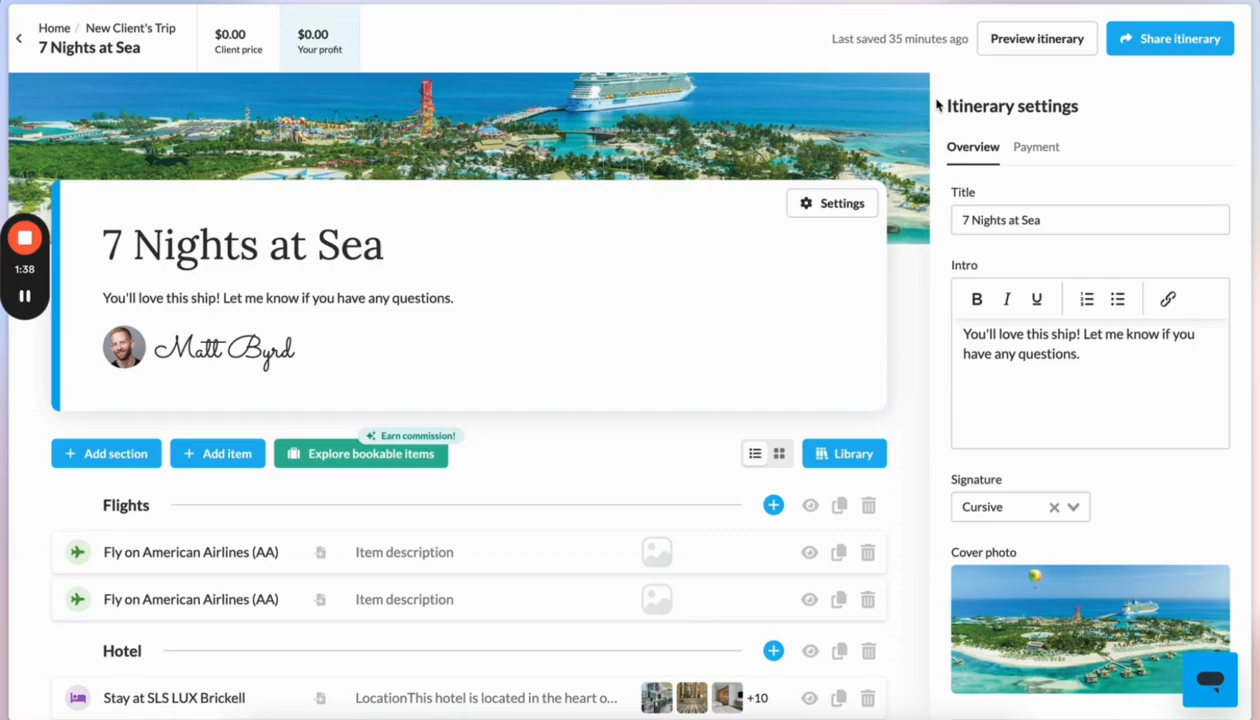 Home / New Client's Trip
7 Nights at Sea
$0.00
Client price
$0.00
Your profit
Last saved 35 minutes ago
Preview itinerary
Share itinerary
Itinerary settings
Overview
Payment
Title
7 Nights at Sea
Intro
B I U
You'll love this ship! Let me know if you
have any questions.
Signature
Cursive
Cover photo
Settings
7 Nights at Sea
You'll love this ship! Let me know if you have any questions.
Matt Byrd
1:38
Earn commission!
+ Add section
+ Add item
Explore bookable items
Library
Flights
Fly on American Airlines (AA)
Item description
Fly on American Airlines (AA)
Item description
Hotel
Stay at SLS LUX Brickell
LocationThis hotel is located in the heart o...
+10